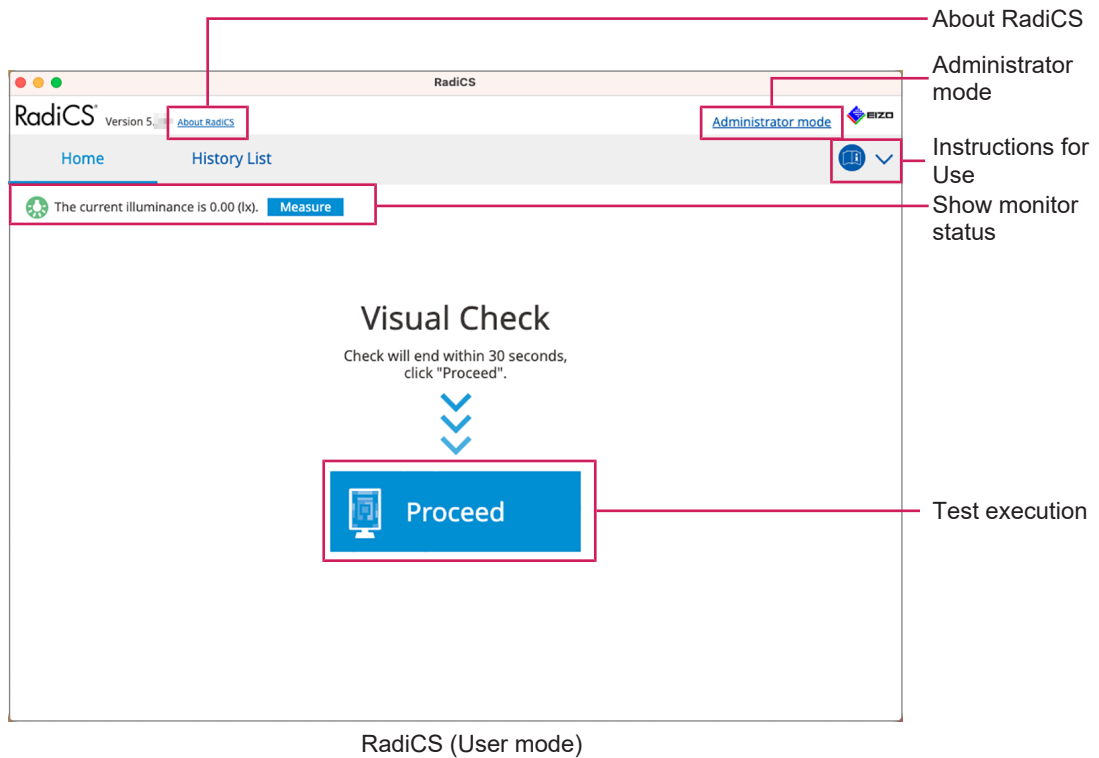 About RadiCS
Administrator
mode
RadiCS
RadiCS® Version 5. About RadiCS
Administrator mode
EIZO
Home
History List
Instructions for
Use
The current illuminance is 0.00 (lx). Measure
Show monitor
status
Visual Check
Check will end within 30 seconds,
click "Proceed".
Proceed
Test execution
RadiCS (User mode)